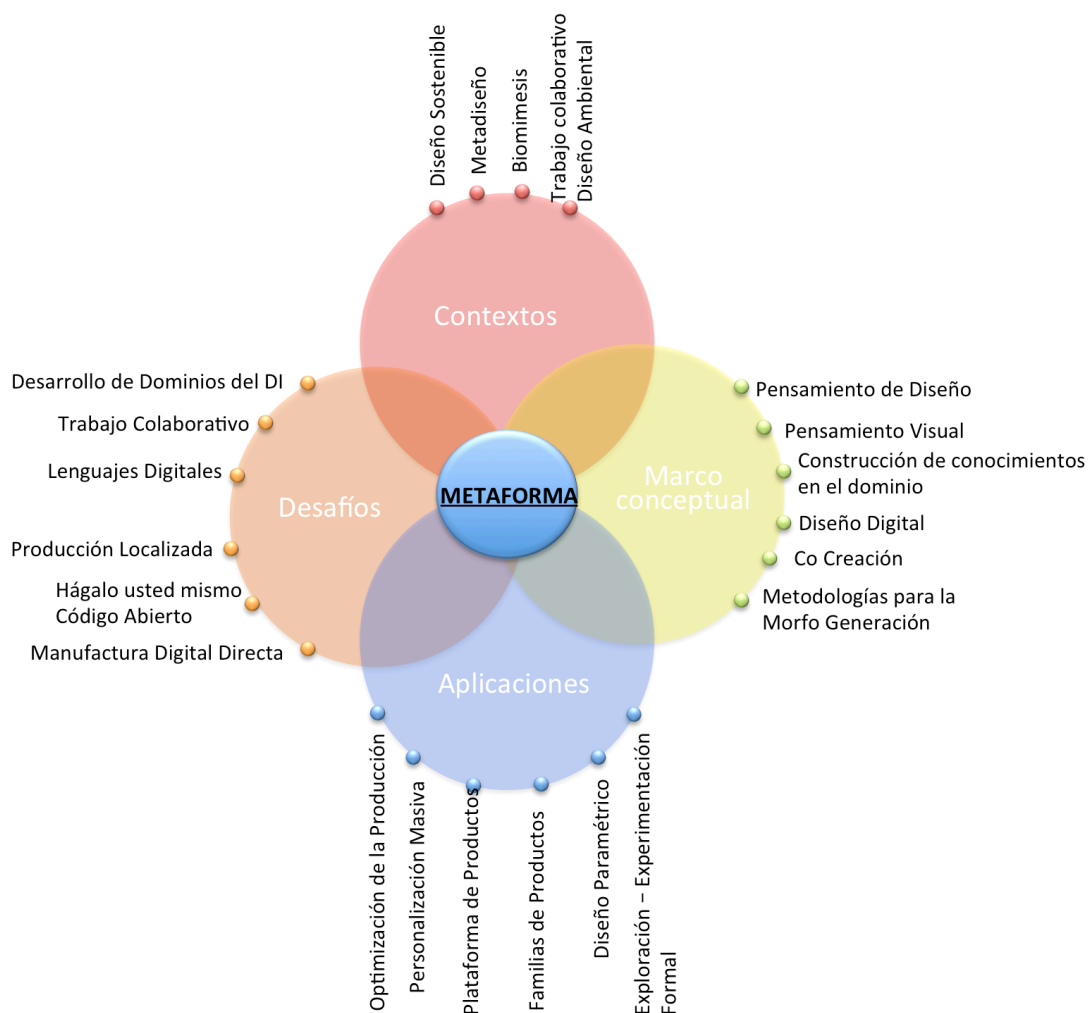 Diseño Sostenible
Metadiseño
Biomimesis
Trabajo colaborativo
Diseño Ambiental
Contextos
Desarrollo de Dominios del DI
Trabajo Colaborativo
Lenguajes Digitales
Producción Localizada
Hágalo usted mismo
Código Abierto
Manufactura Digital Directa
Desafíos
METAFORMA
Marco
conceptual
Pensamiento de Diseño
Pensamiento Visual
Construcción de conocimientos
en el dominio
Diseño Digital
Co Creación
Metodologías para la
Morfo Generación
Aplicaciones
Optimización de la Producción
Personalización Masiva
Plataforma de Productos
Familias de Productos
Diseño Paramétrico
Exploración – Experimentación
Formal